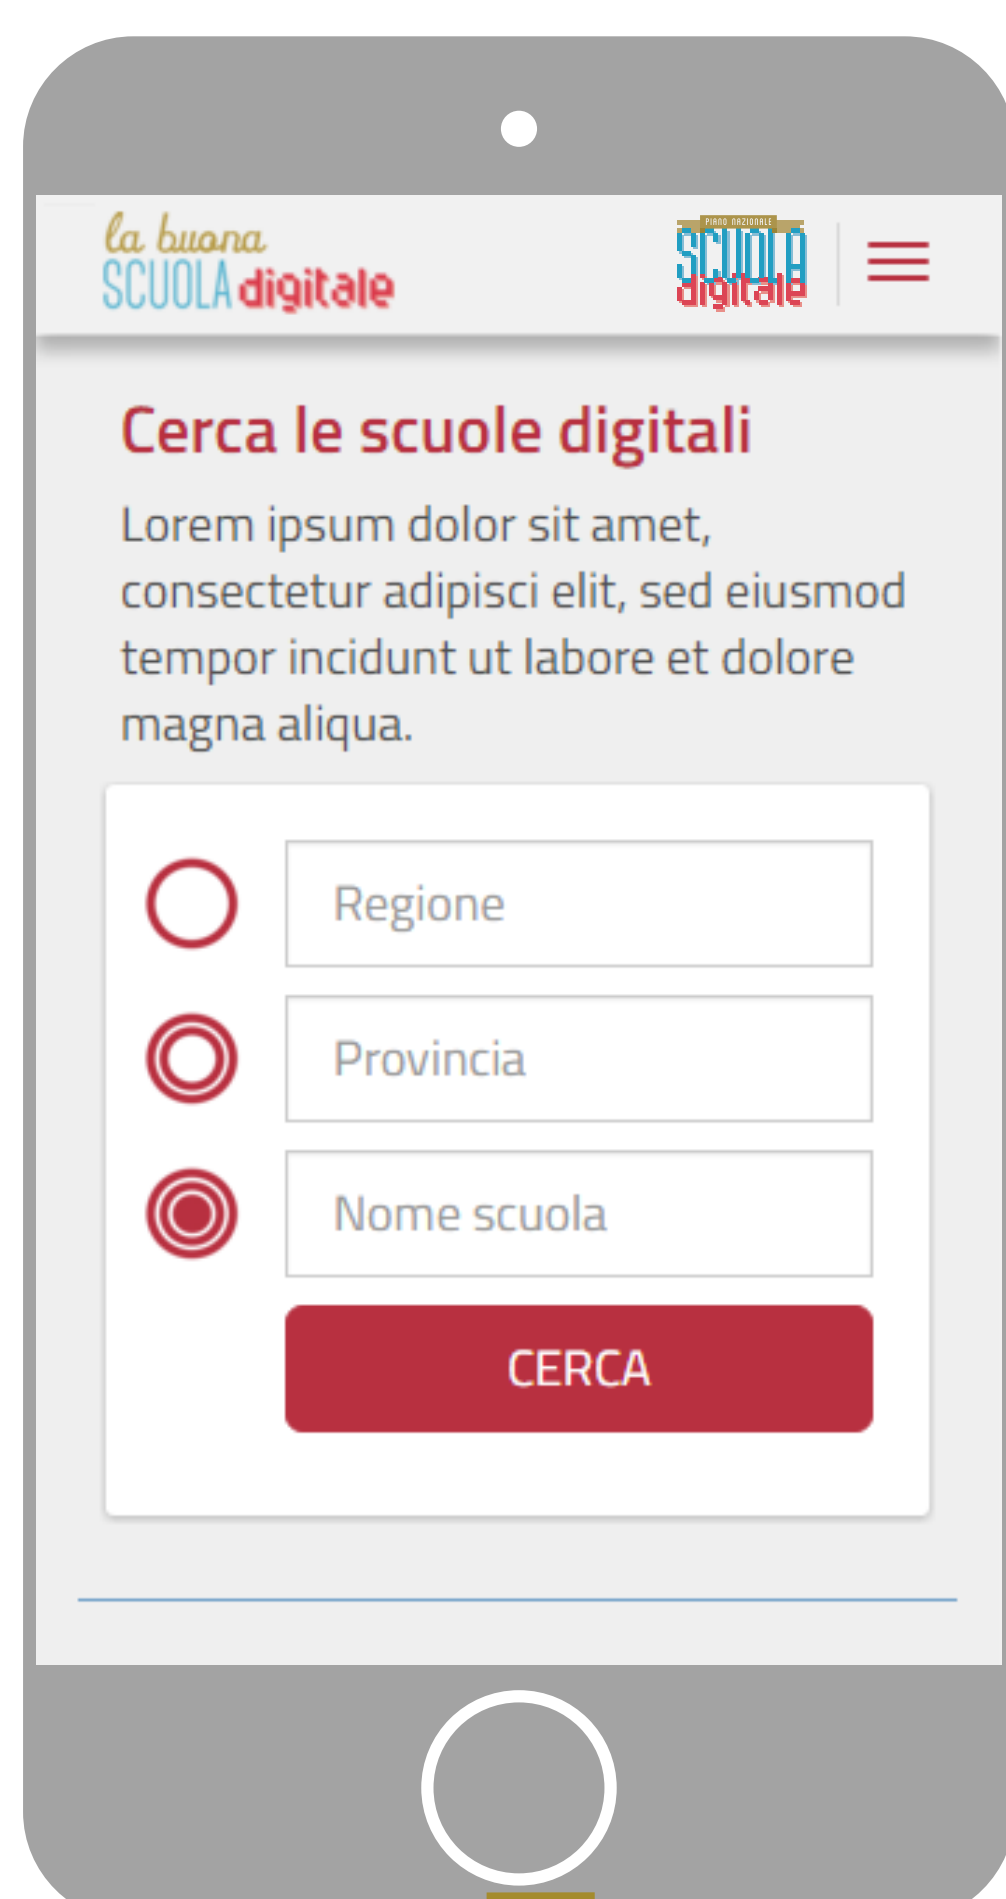 la buona
SCUOLA digitale
PIANO NAZIONALE
SCUOLA
digitale
Cerca le scuole digitali
Lorem ipsum dolor sit amet,
consectetur adipisci elit, sed eiusmod
tempor incidunt ut labore et dolore
magna aliqua.
Regione
Provincia
Nome scuola
CERCA